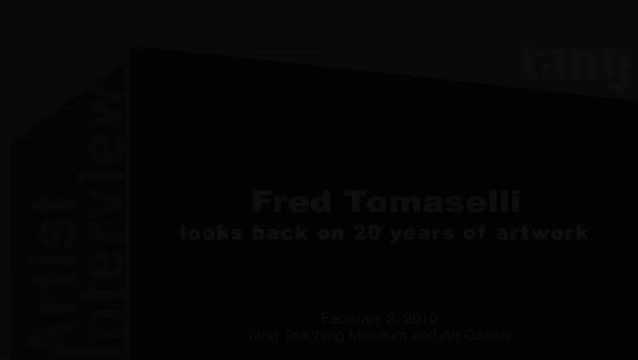 tang
Artist
Interview
Fred Tomaselli
looks back on 20 years of artwork
February 2, 2010
Tang Teaching Museum and Art Gallery